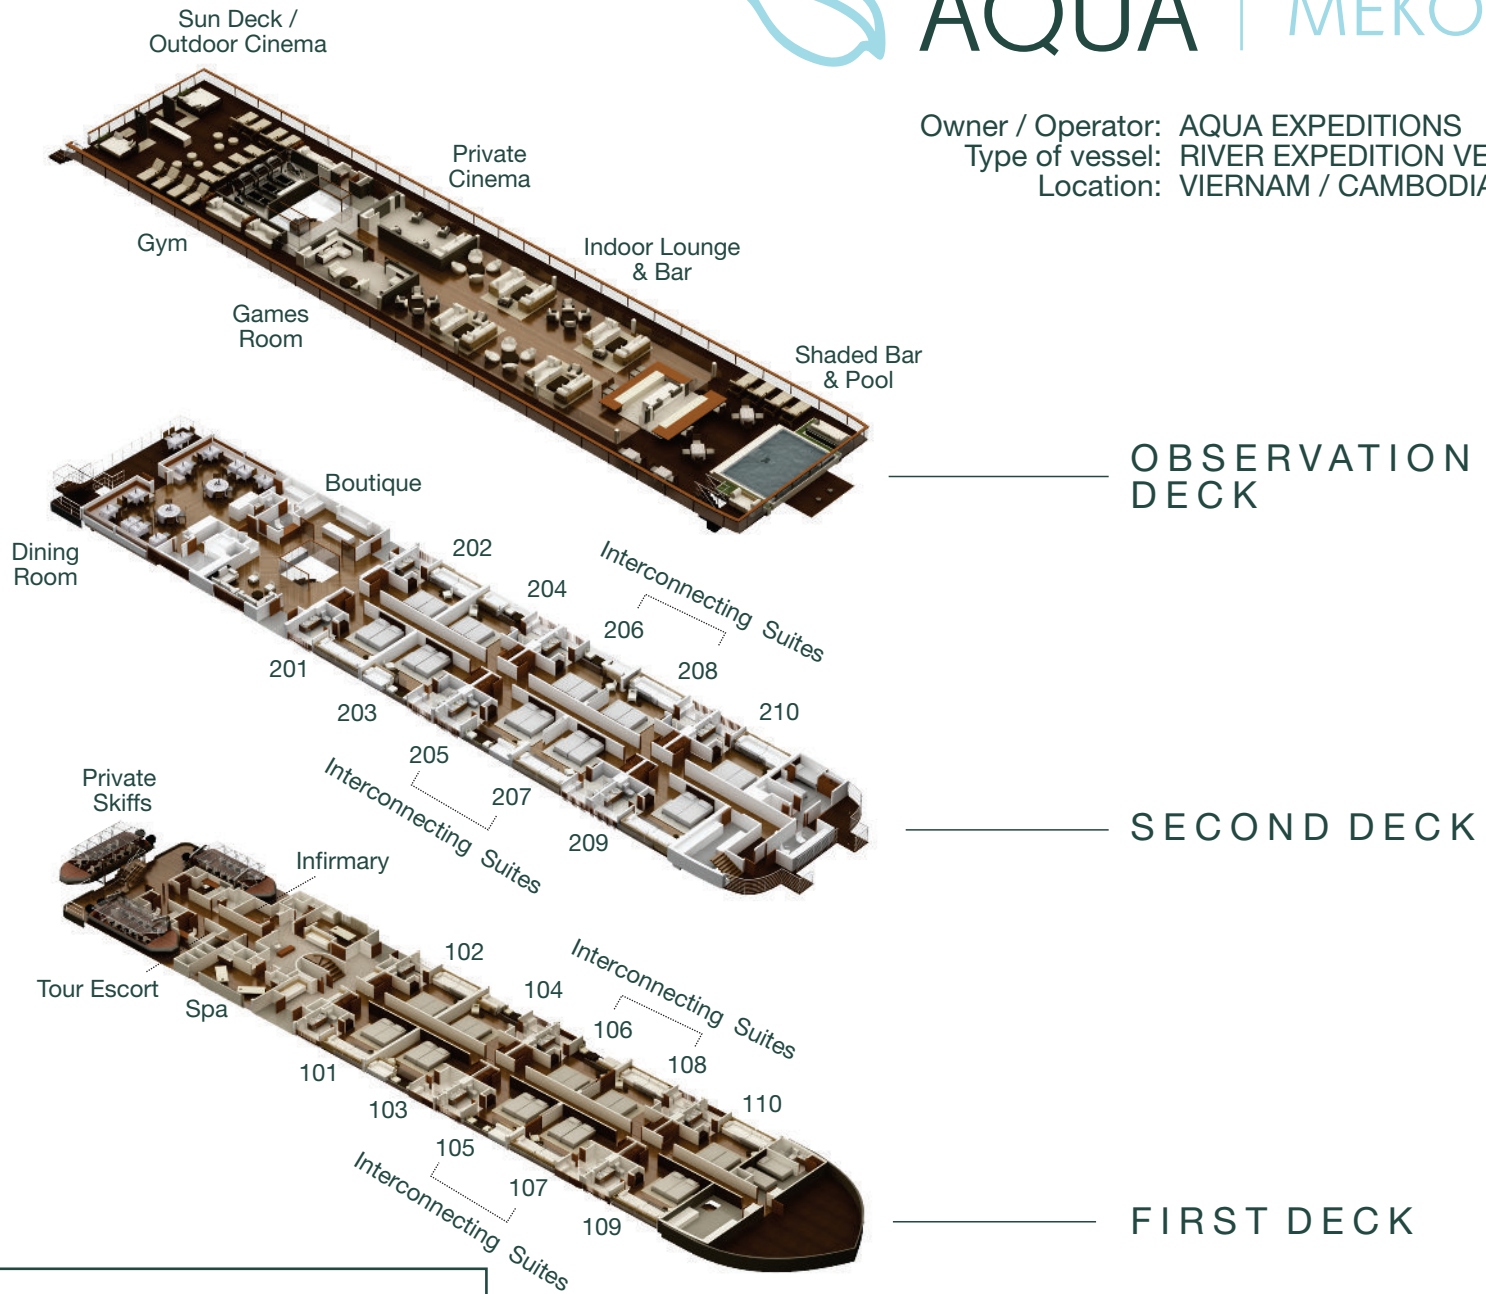 AQUA
Sun Deck /
Outdoor Cinema
Owner / Operator: AQUA EXPEDITIONS
Type of vessel: RIVER EXPEDITION
Location: VIERNAM / CAMBODIA
Private
Cinema
Gym
Indoor Lounge
& Bar
Games
Room
Shaded Bar
& Pool
OBSERVATION
DECK
Boutique
Dining
Room
202
204
206
208
210
Interconnecting Suites
201
203
205
207
209
Interconnecting Suites
SECOND DECK
Private
Skiffs
Infirmary
Tour Escort
Spa
102
104
106
108
110
Interconnecting Suites
101
103
105
107
109
Interconnecting Suites
FIRST DECK